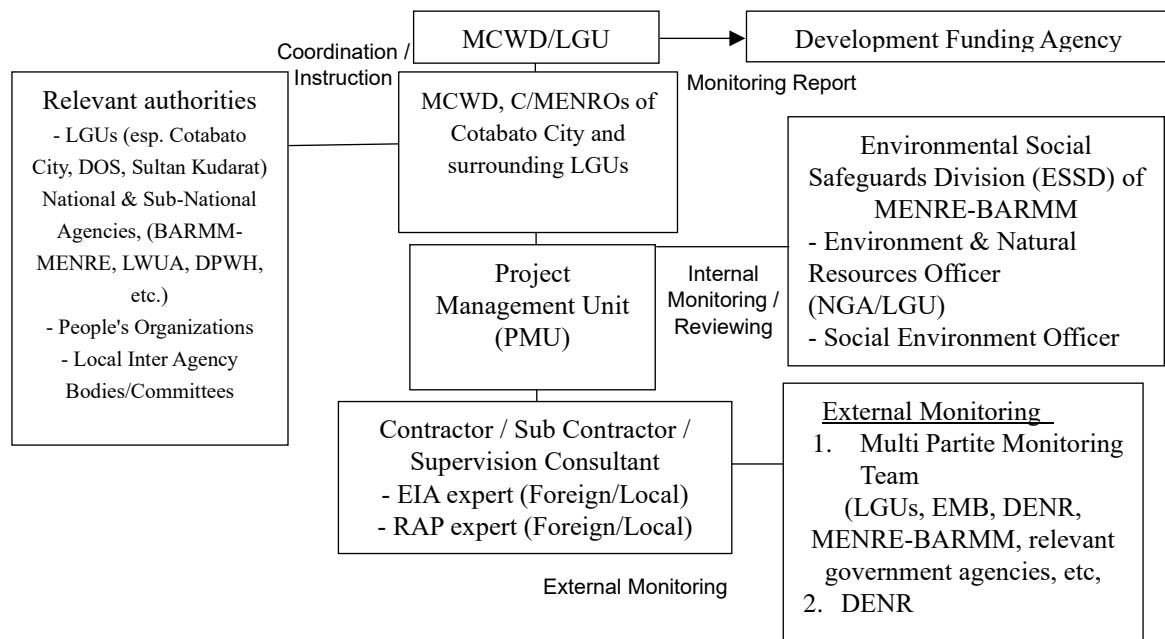 MCWD/LGU
Development Funding Agency
Coordination /
Instruction
Monitoring Report
Relevant authorities
- LGUs (esp. Cotabato
City, DOS, Sultan Kudarat)
National & Sub-National
Agencies, (BARMM-
MENRE, LWUA, DPWH,
etc.)
- People's Organizations
- Local Inter Agency
Bodies/Committees
MCWD, C/MENROs of
Cotabato City and
surrounding LGUs
Environmental Social
Safeguards Division (ESSD) of
MENRE-BARMM
- Environment & Natural
Resources Officer
(NGA/LGU)
- Social Environment Officer
Project
Management Unit
(PMU)
Internal
Monitoring /
Reviewing
Contractor / Sub Contractor /
Supervision Consultant
- EIA expert (Foreign/Local)
- RAP expert (Foreign/Local)
External Monitoring
1. Multi Partite Monitoring
Team
(LGUs, EMB, DENR,
MENRE-BARMM, relevant
government agencies, etc,
2. DENR
External Monitoring